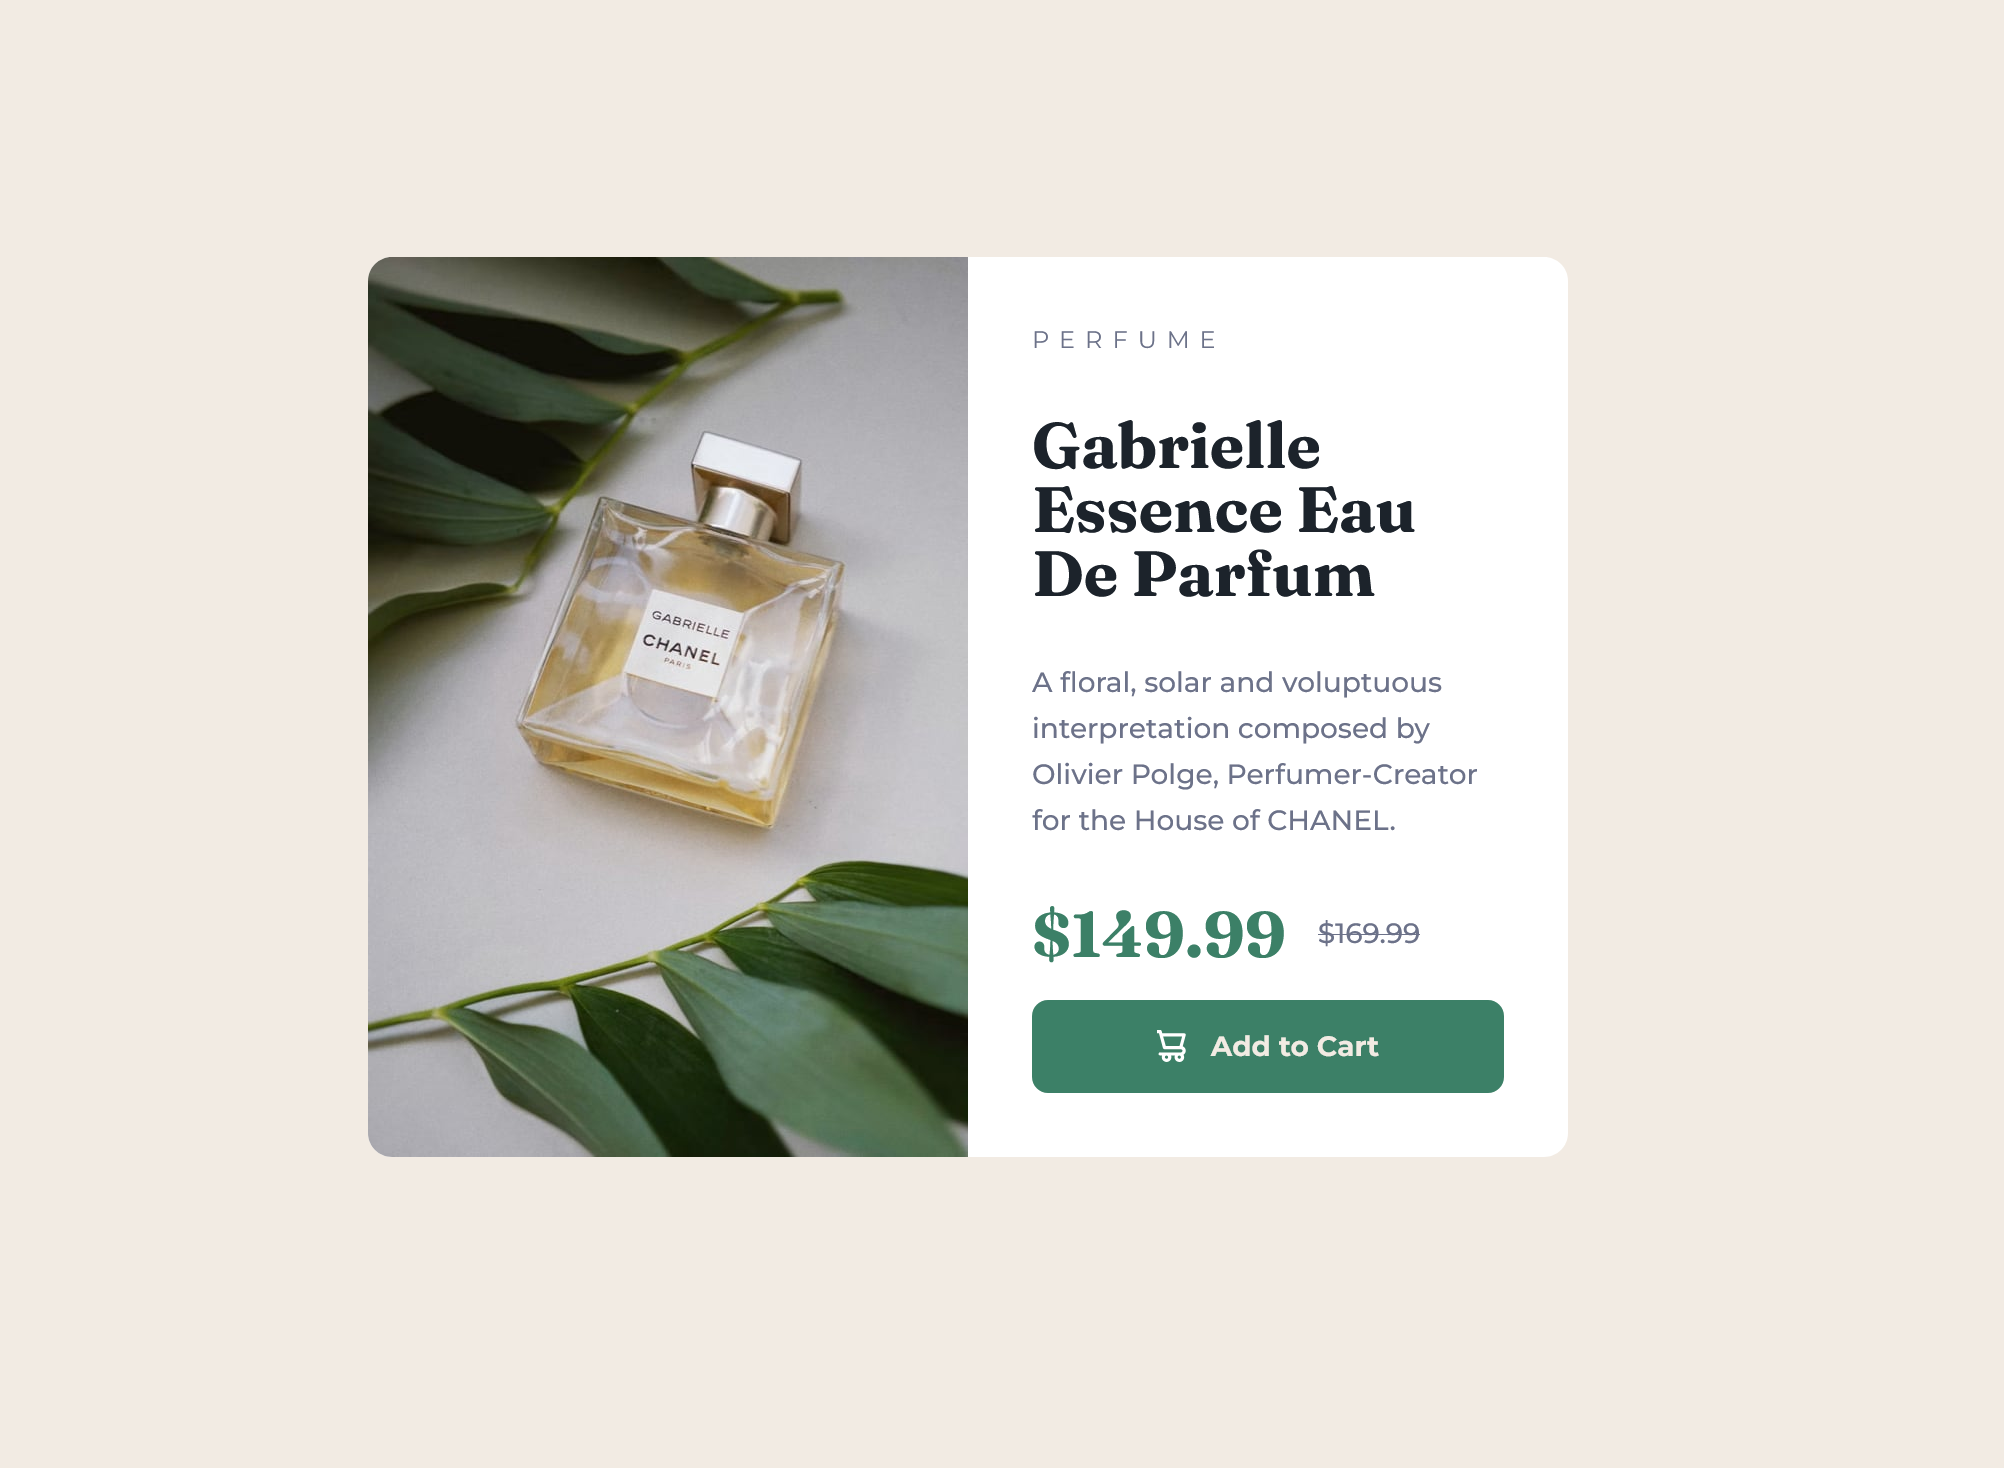 GABRIELLE
CHANEL
PARIS
PERFUME
Gabrielle
Essence Eau
De Parfum
A floral, solar and voluptuous
interpretation composed by
Olivier Polge, Perfumer-Creator
for the House of CHANEL.
$149.99 $169.99
Add to Cart